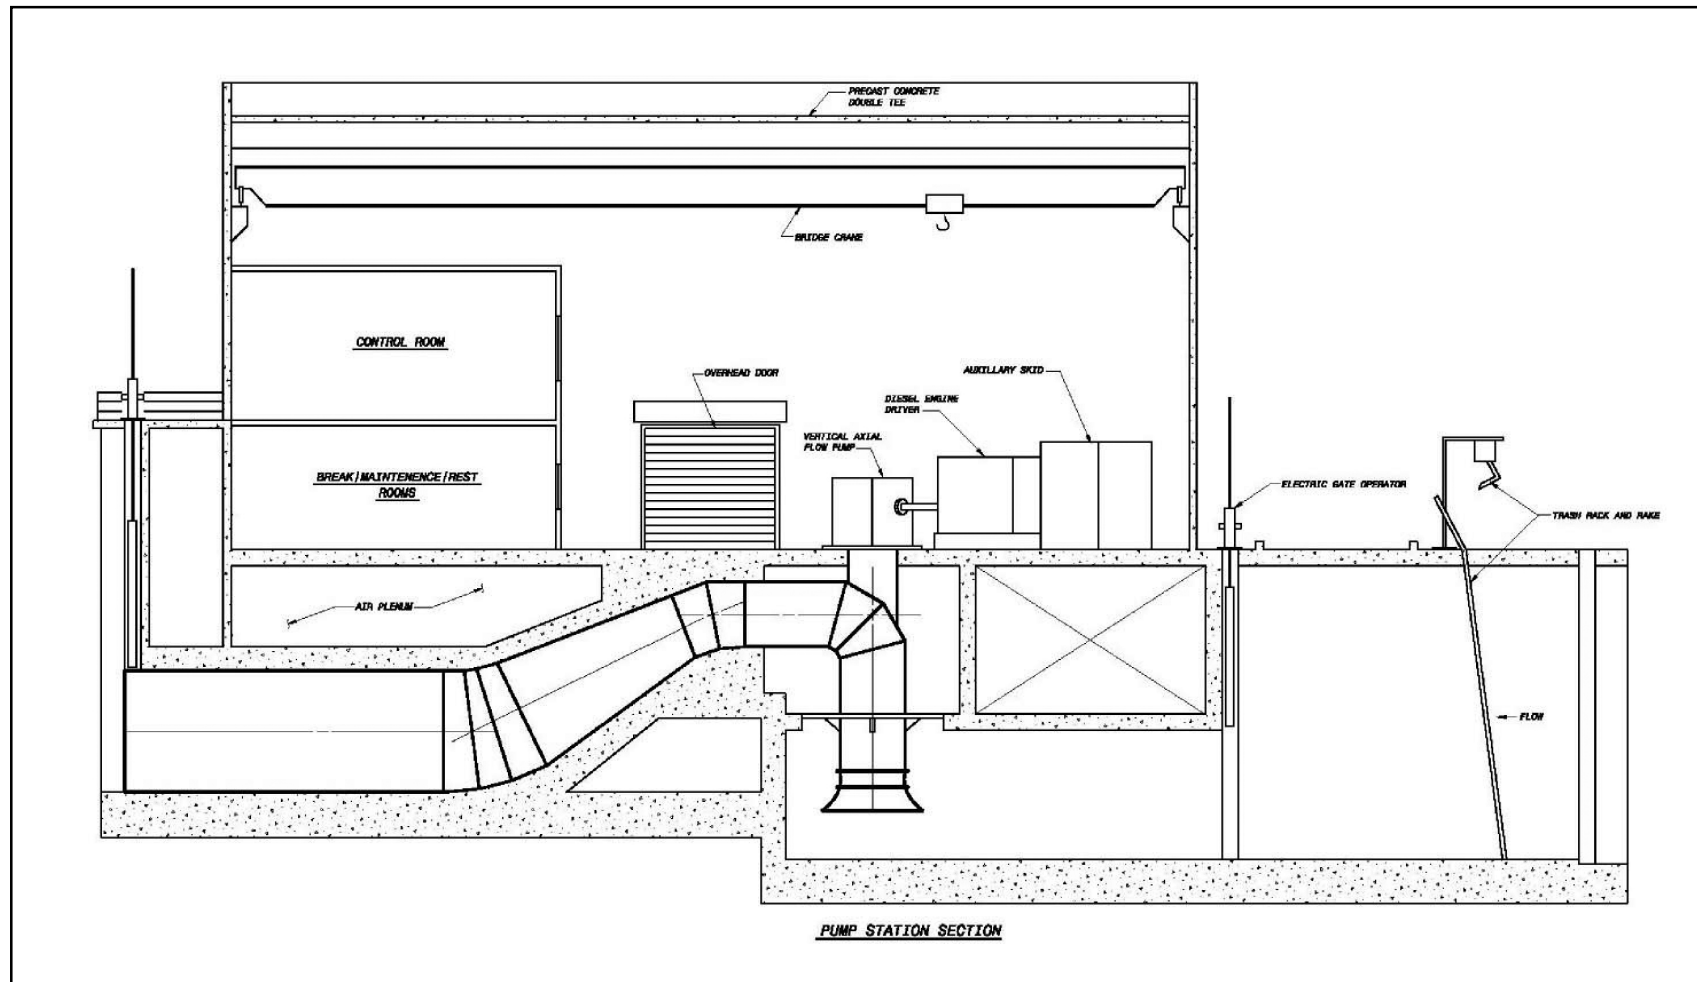 PRECAST CONCRETE
DOUBLE TEE
BRIDGE CRANE
CONTROL ROOM
OVERHEAD DOOR
AUXILLARY SKID
DIESEL ENGINE
DRIVER
VERTICAL AXIAL
FLOW PUMP
BREAK/MAINTENENCE/REST
ROOMS
ELECTRIC GATE OPERATOR
TRASH RACK AND RAKE
AIR PLENUM
FLOW
PUMP STATION SECTION